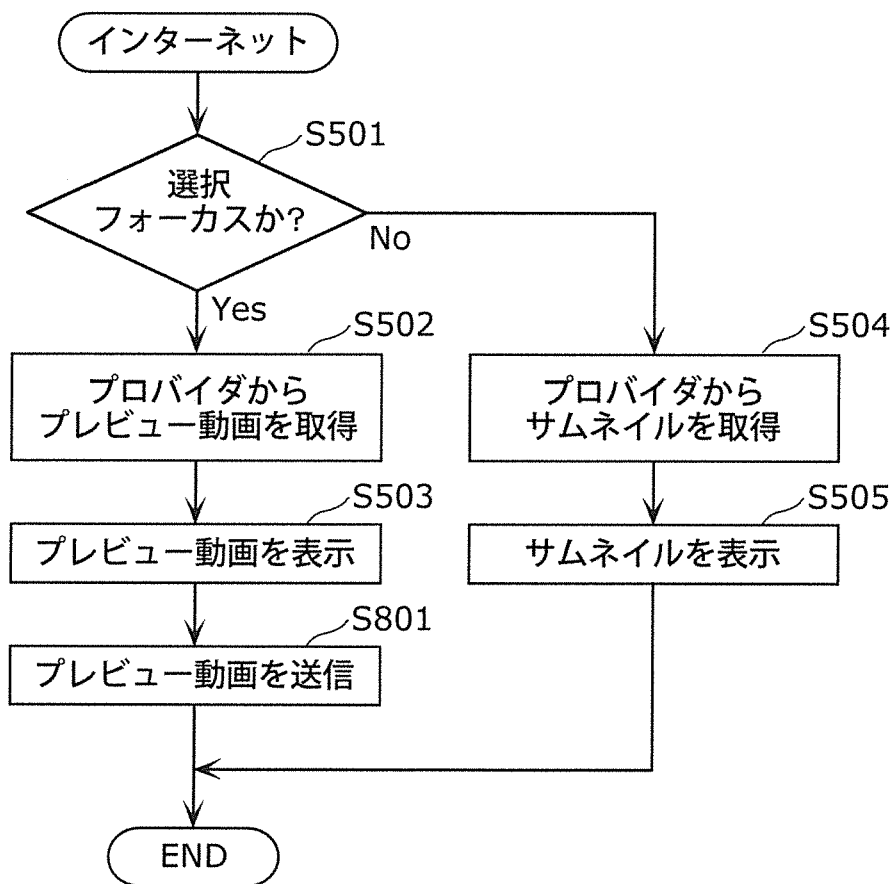 インターネット
S501
選択
フォーカスか?
No
Yes
S502
プロバイダから
プレビュー動画を取得
S503
プレビュー動画を表示
S801
プレビュー動画を送信
S504
プロバイダから
サムネイルを取得
S505
サムネイルを表示
END